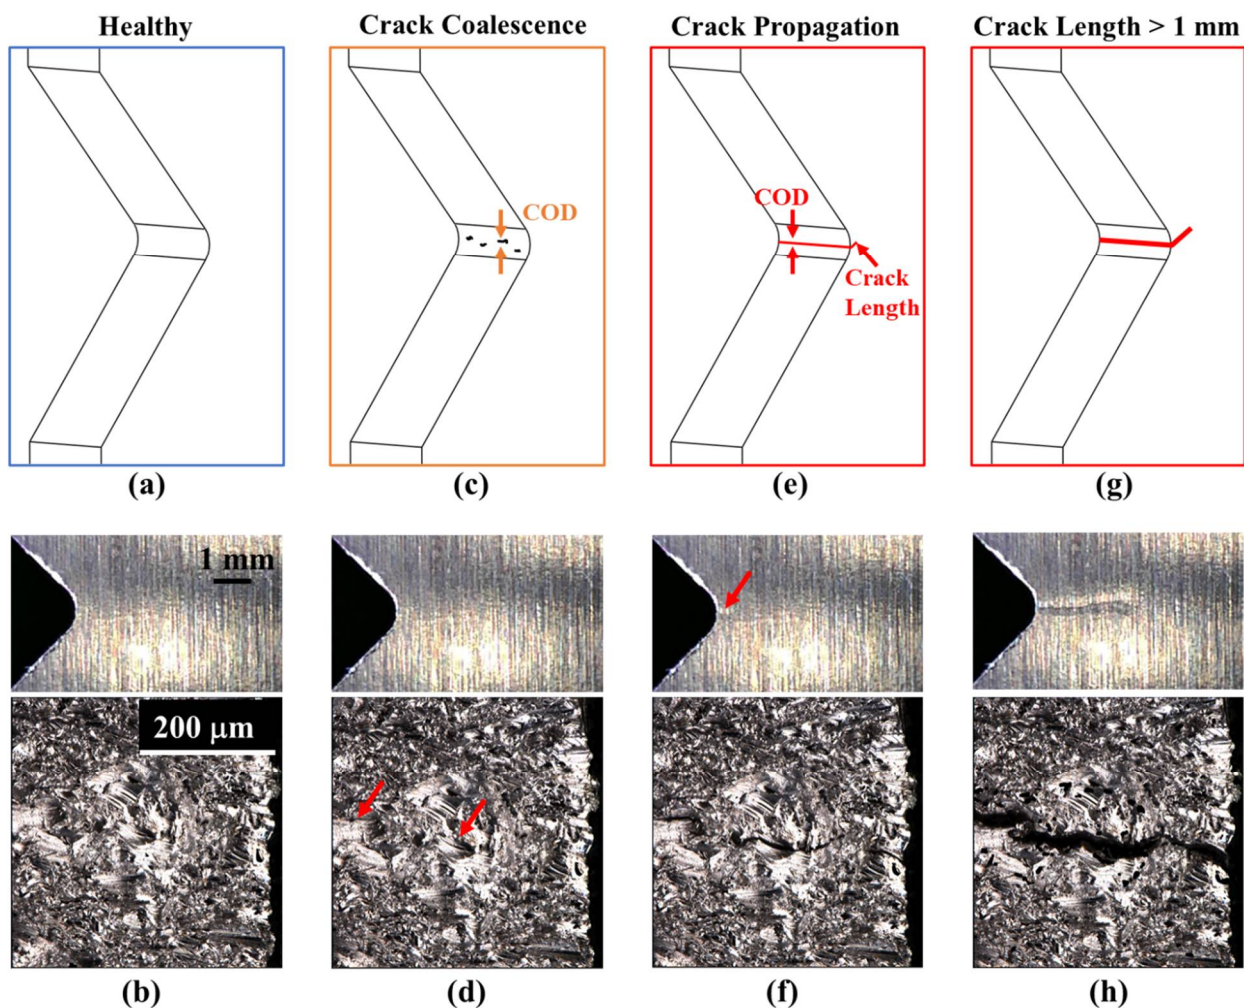 Healthy
Crack Coalescence
Crack Propagation
Crack Length > 1 mm
COD
COD
Crack
Length
(a)
(c)
(e)
(g)
1 mm
200 μm
(b)
(d)
(f)
(h)